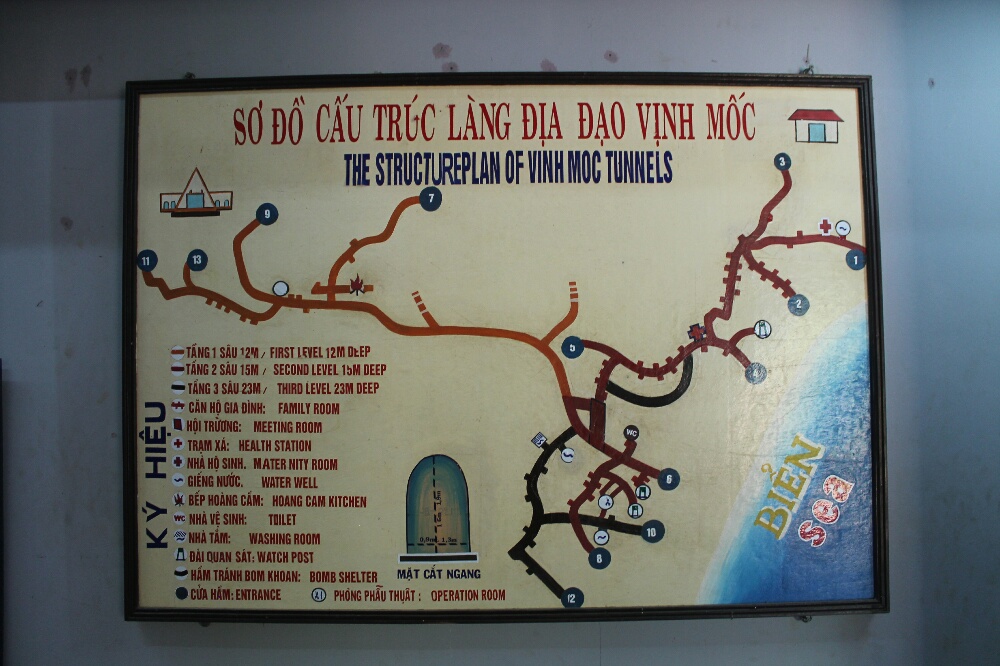 SƠ ĐỒ CẤU TRÚC LÀNG ĐỊA ĐẠO VỊNH MỐC
THE STRUCTUREPLAN OF VINH MOC TUNNELS
3
7
9
1
11
13
2
5
4
WC
6
10
8
12
BIỂN
sea
KÝ HIỆU
TẦNG 1 SÂU 12M / FIRST LEVEL 12M DEEP
TẦNG 2 SÂU 15M / SECOND LEVEL 15M DEEP
TẦNG 3 SÂU 23M / THIRD LEVEL 23M DEEP
CĂN HỘ GIA ĐÌNH: FAMILY ROOM
HỘI TRƯỜNG: MEETING ROOM
TRẠM XÁ: HEALTH STATION
NHÀ HỘ SINH. MATER NITY ROOM
GIẾNG NƯỚC. WATER WELL
BẾP HOÀNG CẦM: HOANG CAM KITCHEN
WC NHÀ VỆ SINH: TOILET
NHÀ TẮM: WASHING ROOM
ĐÀI QUAN SÁT: WATCH POST
HẦM TRÁNH BOM KHOAN: BOMB SHELTER
CỬA HẦM: ENTRANCE
PHÒNG PHẪU THUẬT: OPERATION ROOM
MẶT CẮT NGANG